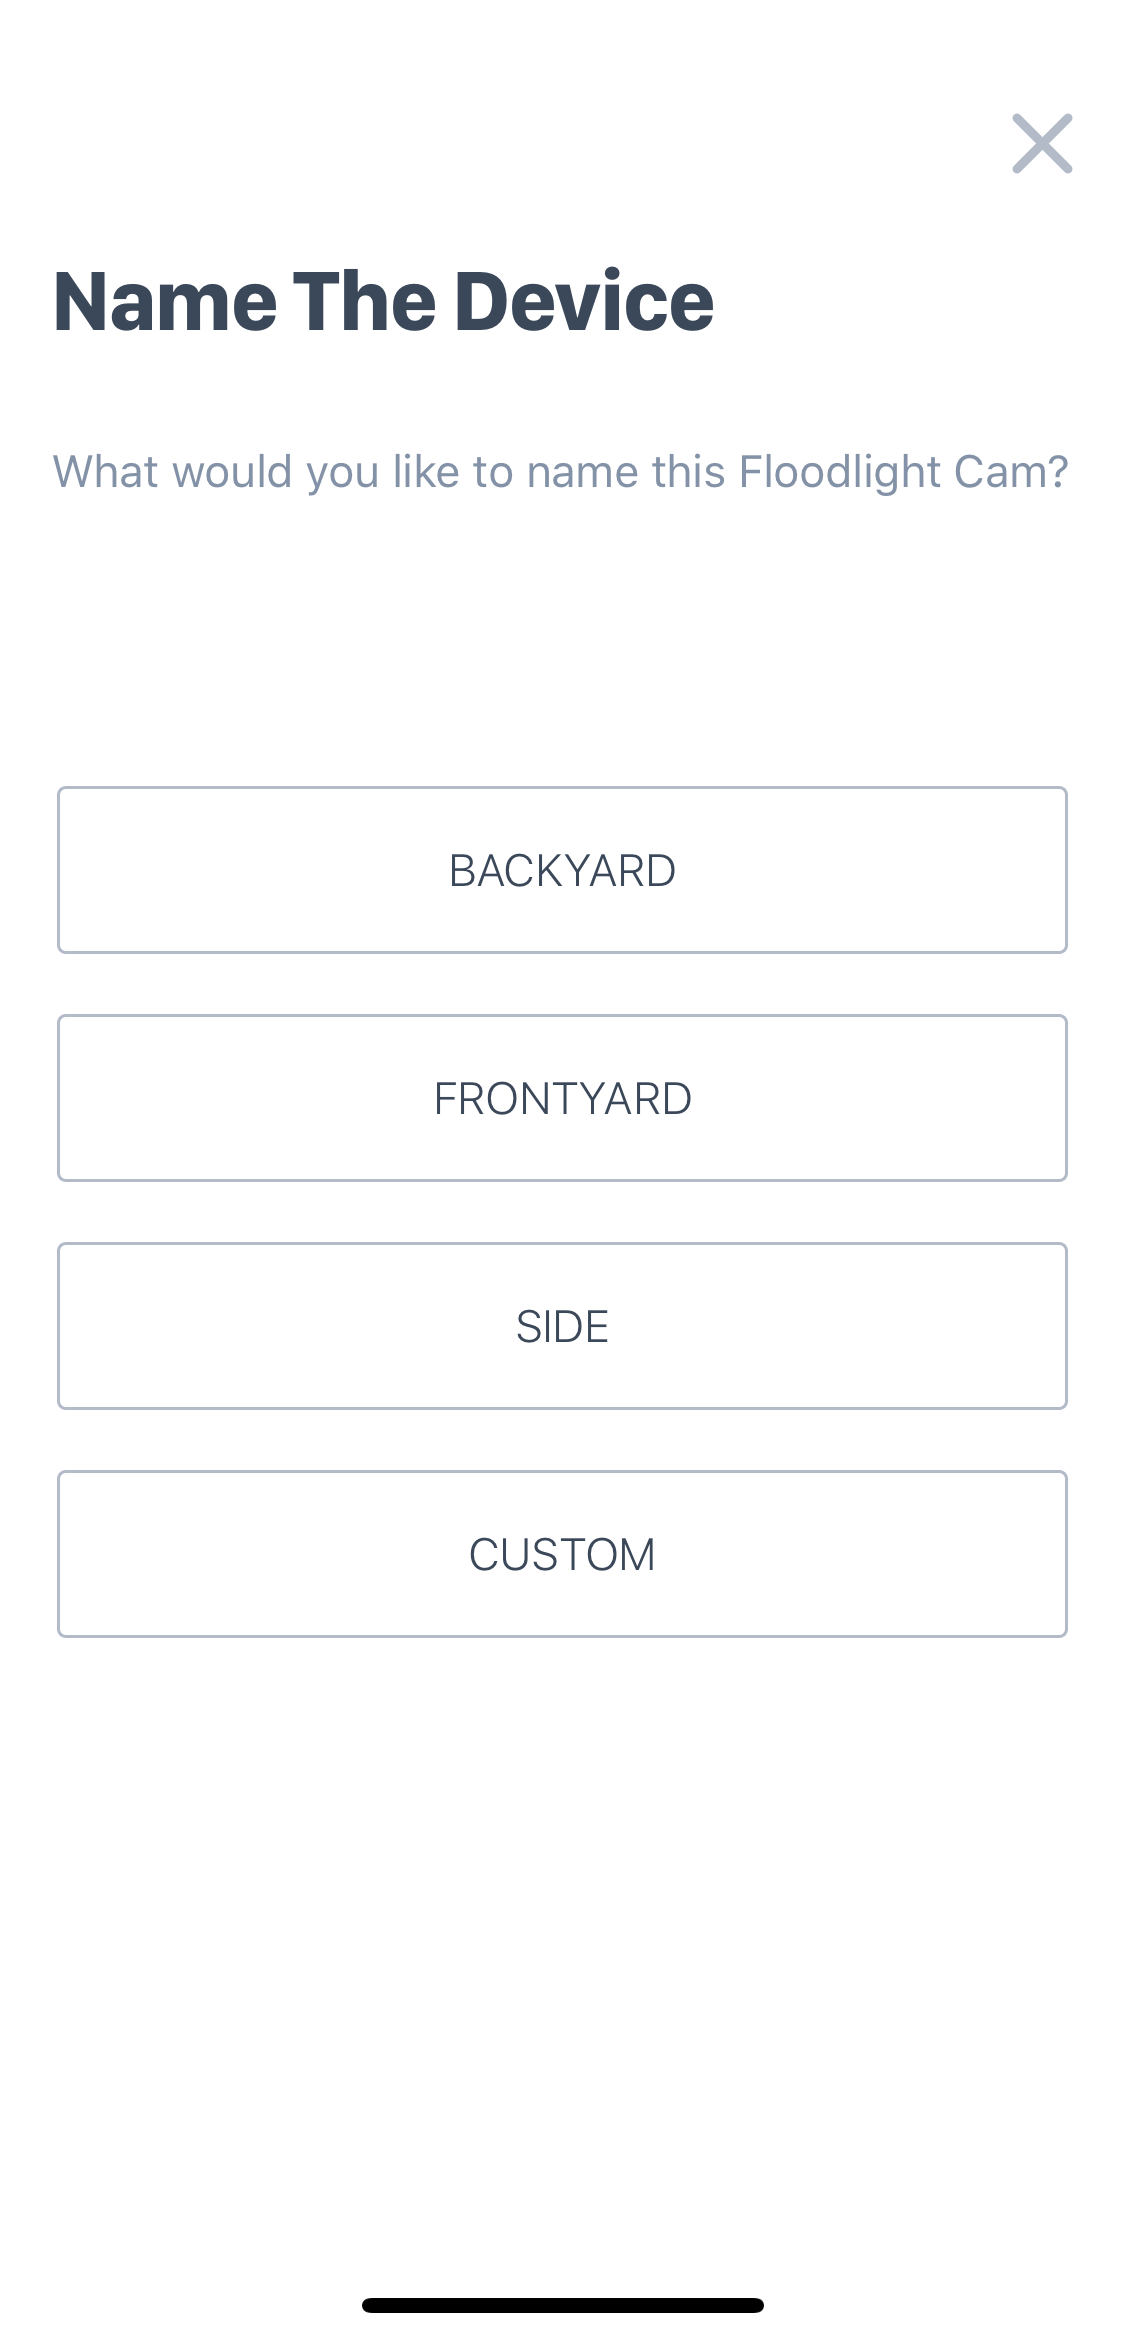 Name The Device
What would you like to name this Floodlight Cam?
BACKYARD
FRONTYARD
SIDE
CUSTOM